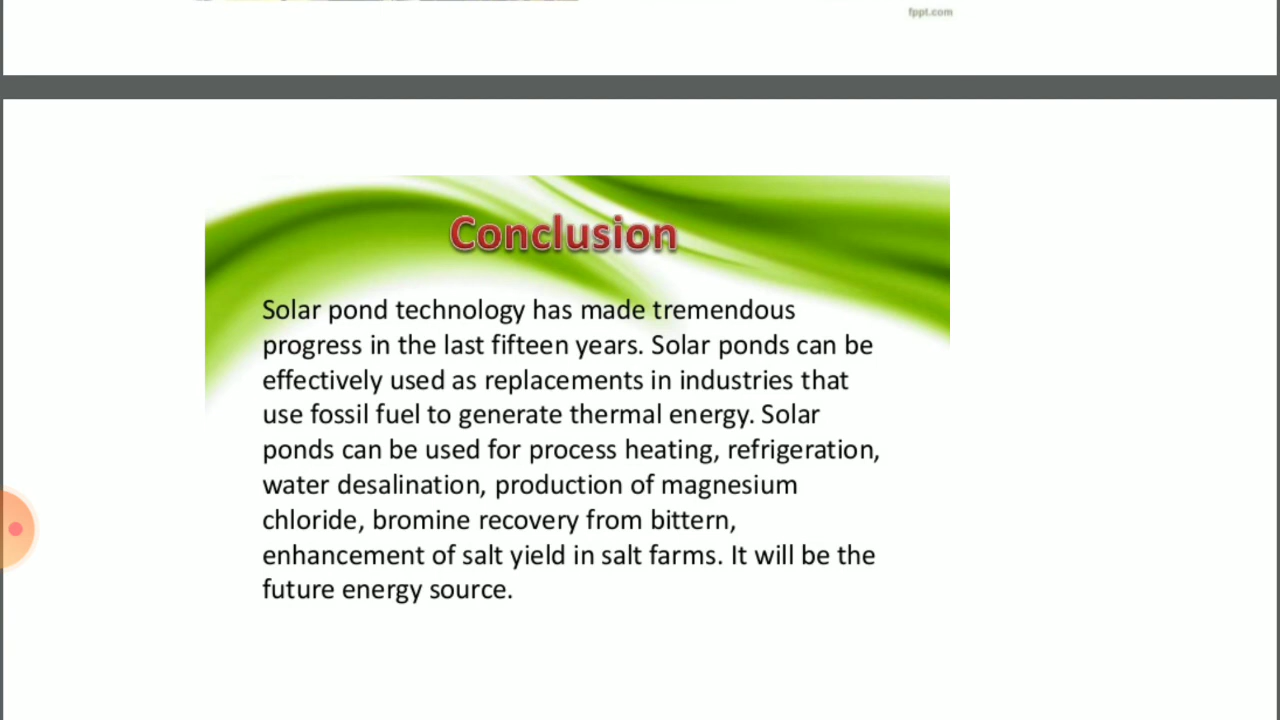 fppt.com
Conclusion
Solar pond technology has made tremendous
progress in the last fifteen years. Solar ponds can be
effectively used as replacements in industries that
use fossil fuel to generate thermal energy. Solar
ponds can be used for process heating, refrigeration,
water desalination, production of magnesium
chloride, bromine recovery from bittern,
enhancement of salt yield in salt farms. It will be the
future energy source.